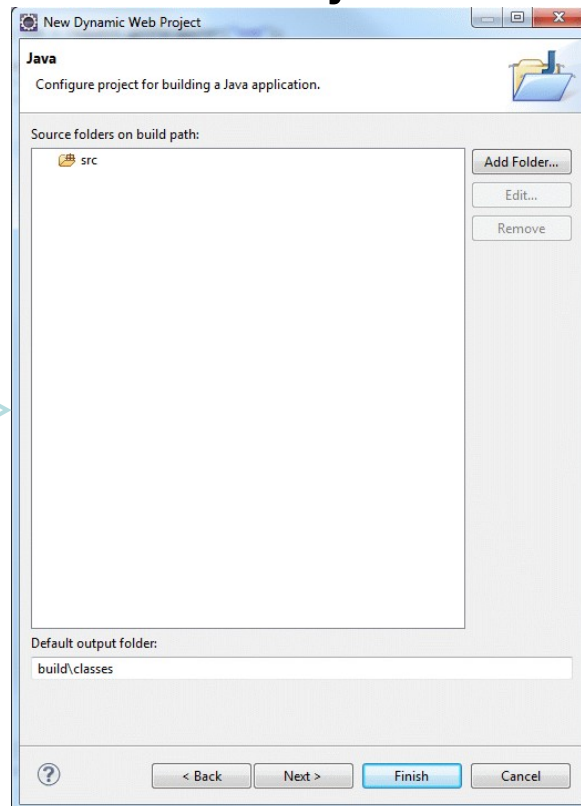 New Dynamic Web Project
Java
Configure project for building a Java application.
Source folders on build path:
src
Add Folder...
Edit...
Remove
Default output folder:
build\classes
< Back Next > Finish Cancel